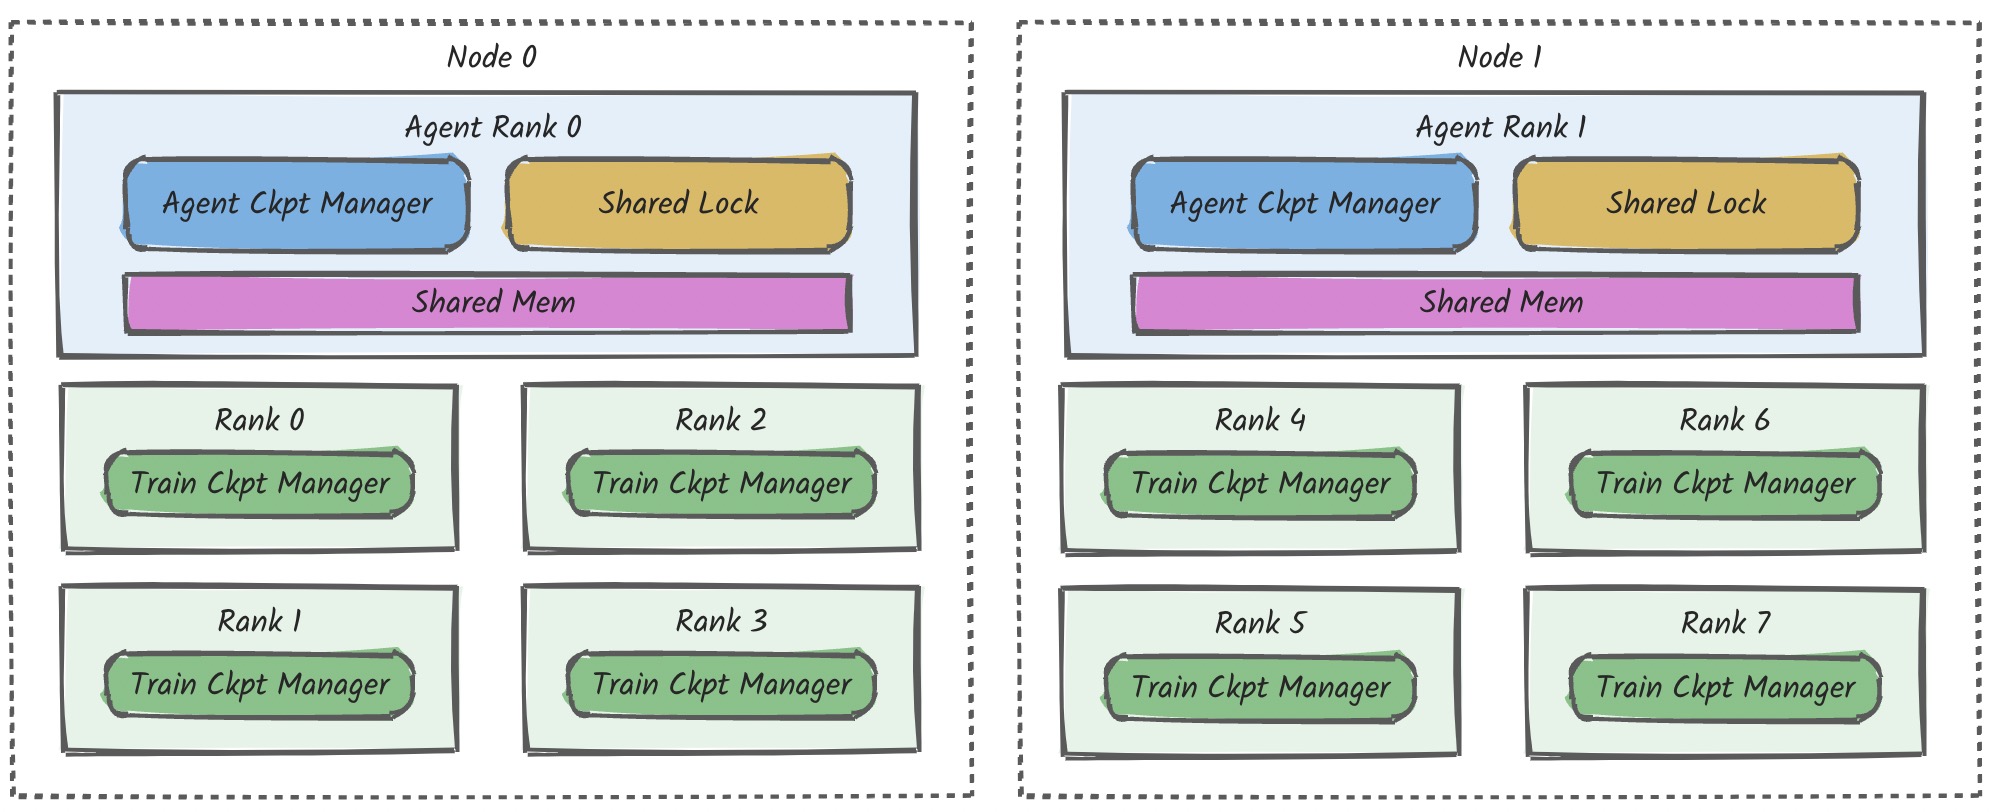 Node 0
Agent Rank 0
Agent Ckpt Manager
Shared Lock
Shared Mem
Rank 0
Train Ckpt Manager
Rank 2
Train Ckpt Manager
Rank 1
Train Ckpt Manager
Rank 3
Train Ckpt Manager
Node 1
Agent Rank 1
Agent Ckpt Manager
Shared Lock
Shared Mem
Rank 4
Train Ckpt Manager
Rank 6
Train Ckpt Manager
Rank 5
Train Ckpt Manager
Rank 7
Train Ckpt Manager